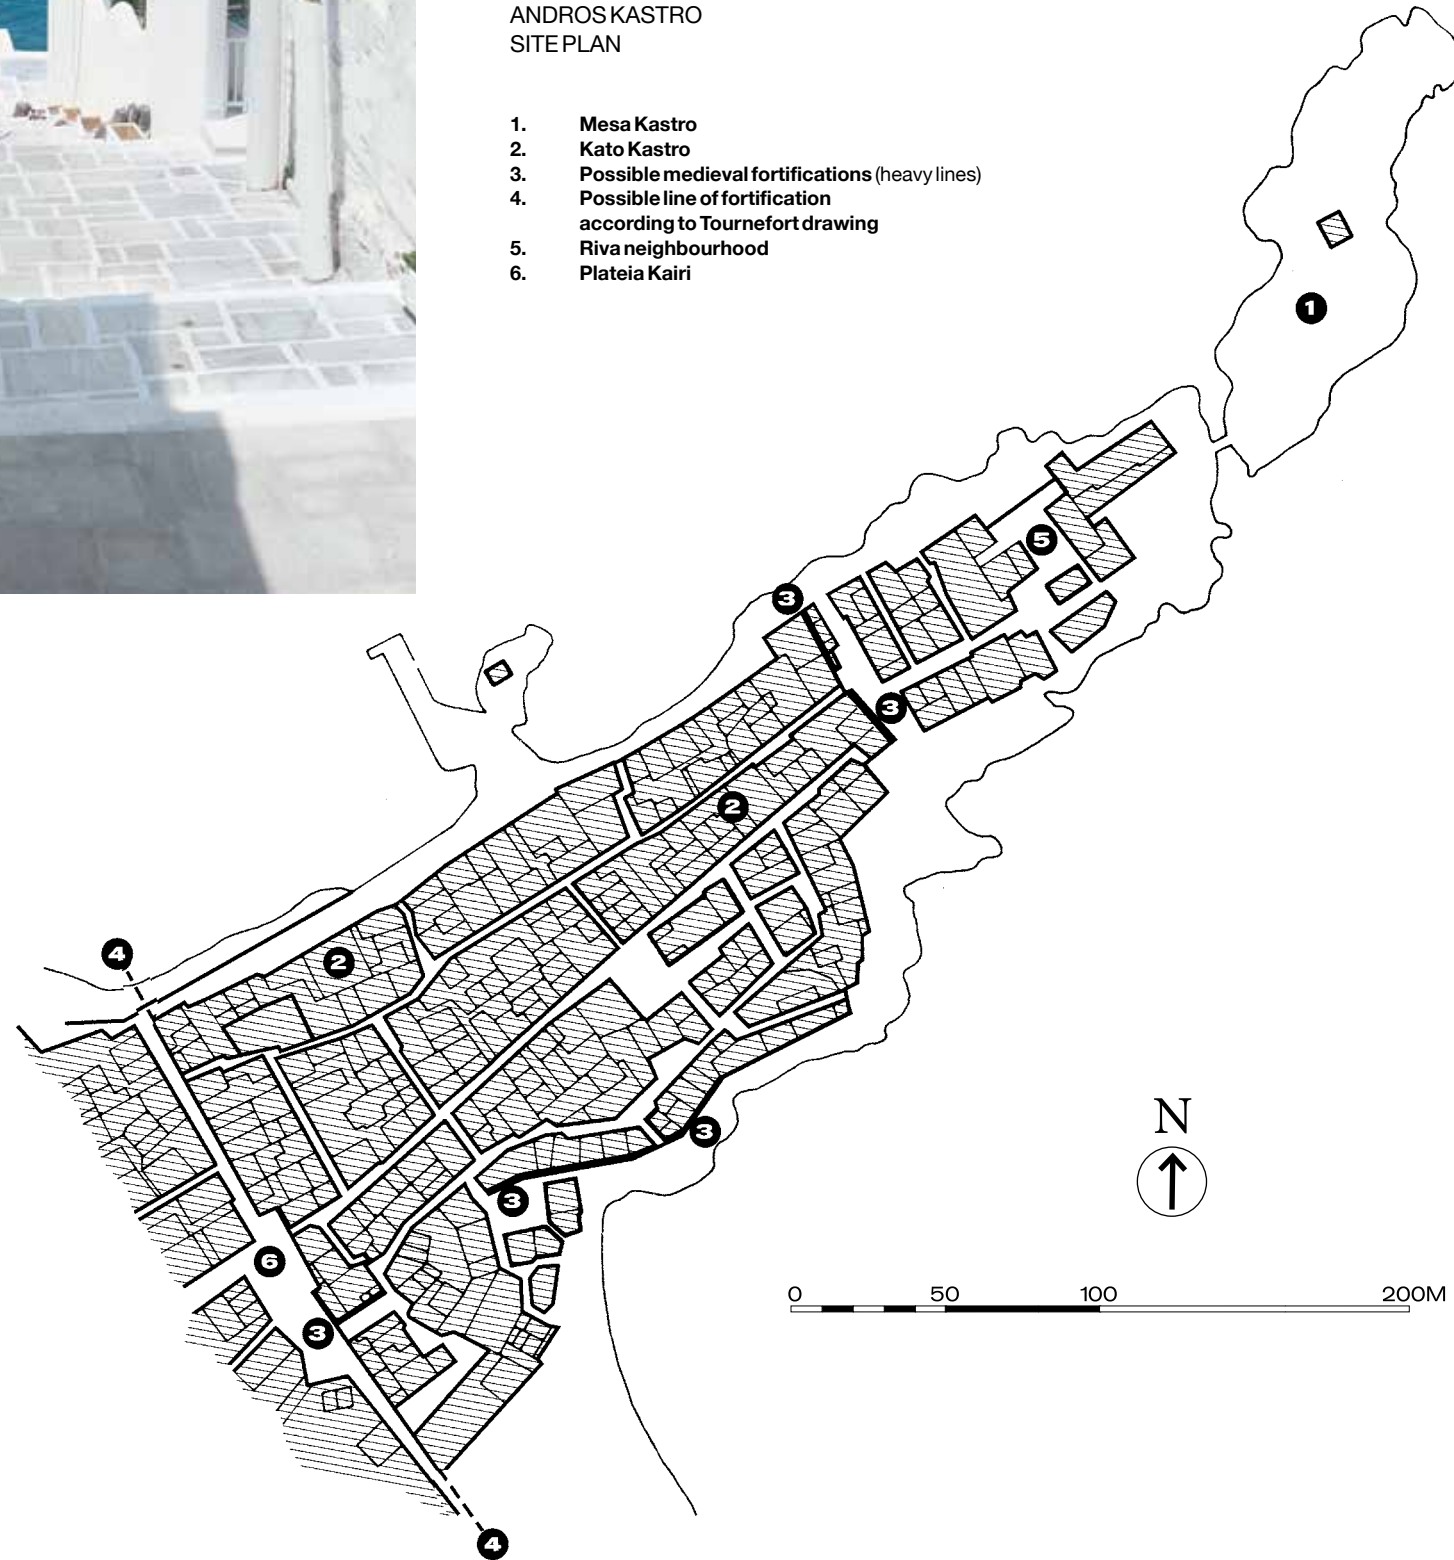 ANDROS KASTRO
SITE PLAN
1. Mesa Kastro
2. Kato Kastro
3. Possible medieval fortifications (heavy lines)
4. Possible line of fortification
according to Tournefort drawing
5. Riva neighbourhood
6. Plateia Kairi
1
5
3
3
2
4
2
3
3
6
3
4
N
0 50 100 200M